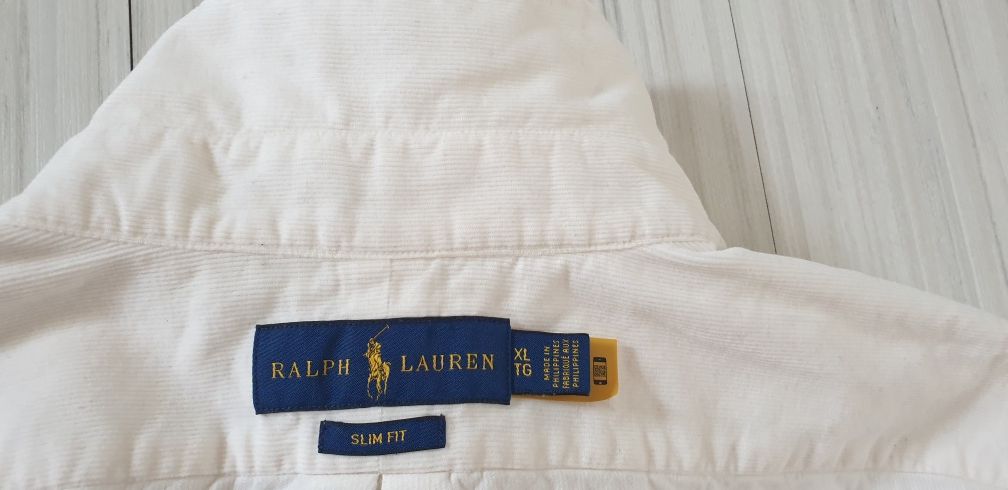 RALPH LAUREN
XL
TG
MADE IN
PHILIPPINES
FABRIQUÉ AUX
PHILIPPINES
SLIM FIT